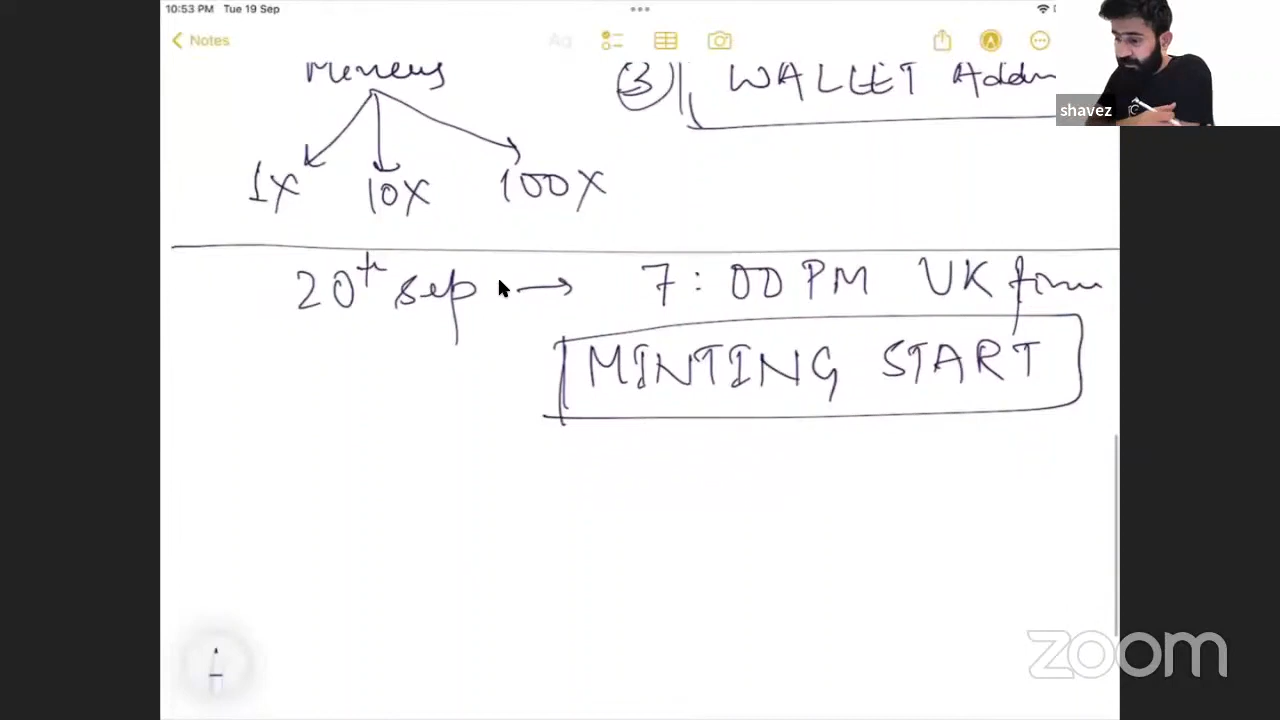 10:53 PM Tue 19 Sep
Notes
Aa
shavez
③ WALLET Addr
1X 10X 100X
20th sep → 7:00 PM UK time
MINTING START
zoom